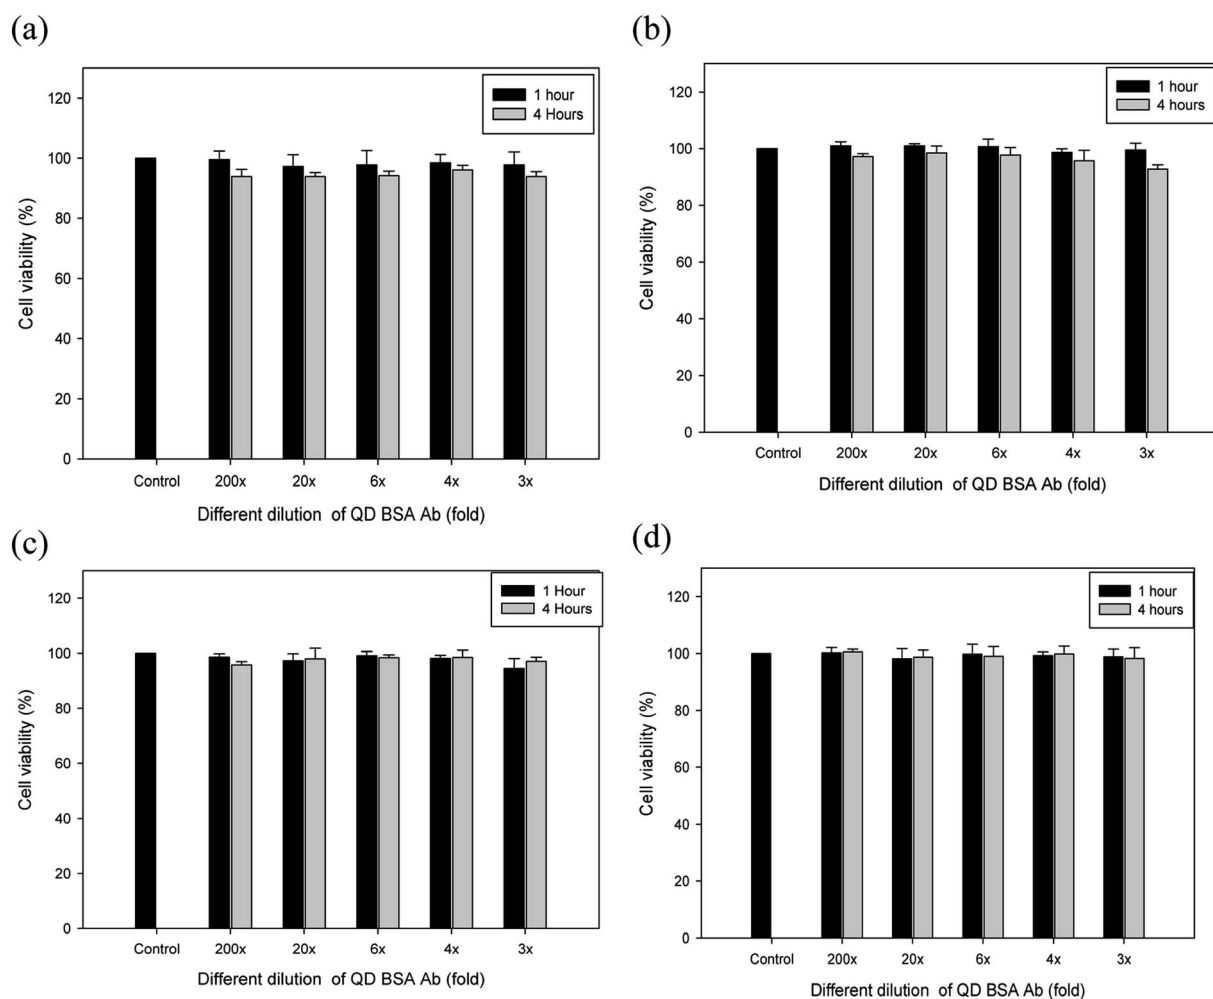 (a)
120
100
80
60
40
20
0
Cell viability (%)
1 hour
4 Hours
Control 200x 20x 6x 4x 3x
Different dilution of QD BSA Ab (fold)
(b)
120
100
80
60
40
20
0
Cell viability (%)
1 hour
4 hours
Control 200x 20x 6x 4x 3x
Different dilution of QD BSA Ab (fold)
(c)
120
100
80
60
40
20
0
Cell viability (%)
1 Hour
4 Hours
Control 200x 20x 6x 4x 3x
Different dilution of QD BSA Ab (fold)
(d)
120
100
80
60
40
20
0
Cell viability (%)
1 hour
4 hours
Control 200x 20x 6x 4x 3x
Different dilution of QD BSA Ab (fold)